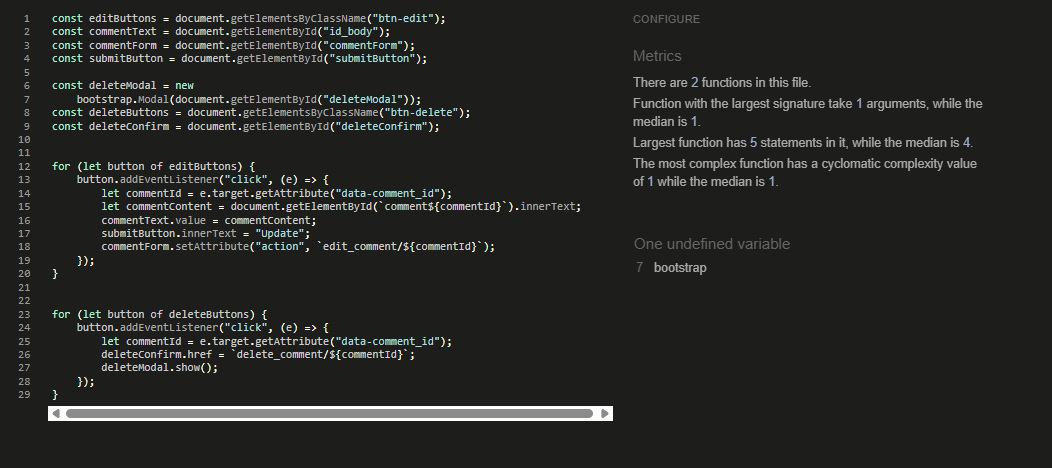 1 const editButtons = document.getElementsByClassName("btn-edit");
2 const commentText = document.getElementById("id_body");
3 const commentForm = document.getElementById("commentForm");
4 const submitButton = document.getElementById("submitButton");
5
6 const deleteModal = new
7     bootstrap.Modal(document.getElementById("deleteModal"));
8 const deleteButtons = document.getElementsByClassName("btn-delete");
9 const deleteConfirm = document.getElementById("deleteConfirm");
10
11
12 for (let button of editButtons) {
13     button.addEventListener("click", (e) => {
14         let commentId = e.target.getAttribute("data-comment_id");
15         let commentContent = document.getElementById(`comment${commentId}`).innerText;
16         commentText.value = commentContent;
17         submitButton.innerText = "Update";
18         commentForm.setAttribute("action", `edit_comment/${commentId}`);
19     });
20 }
21
22
23 for (let button of deleteButtons) {
24     button.addEventListener("click", (e) => {
25         let commentId = e.target.getAttribute("data-comment_id");
26         deleteConfirm.href = `delete_comment/${commentId}`;
27         deleteModal.show();
28     });
29 }
CONFIGURE
Metrics
There are 2 functions in this file.
Function with the largest signature take 1 arguments, while the
median is 1.
Largest function has 5 statements in it, while the median is 4.
The most complex function has a cyclomatic complexity value
of 1 while the median is 1.
One undefined variable
7 bootstrap